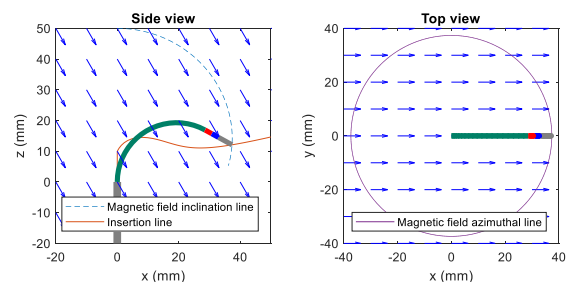 Side view
50
40
30
20
10
0
-10
-20
z (mm)
0
20
40
x (mm)
Magnetic field inclination line
Insertion line
Top view
40
20
0
-20
-40
y (mm)
-40
-20
0
20
40
x (mm)
Magnetic field azimuthal line